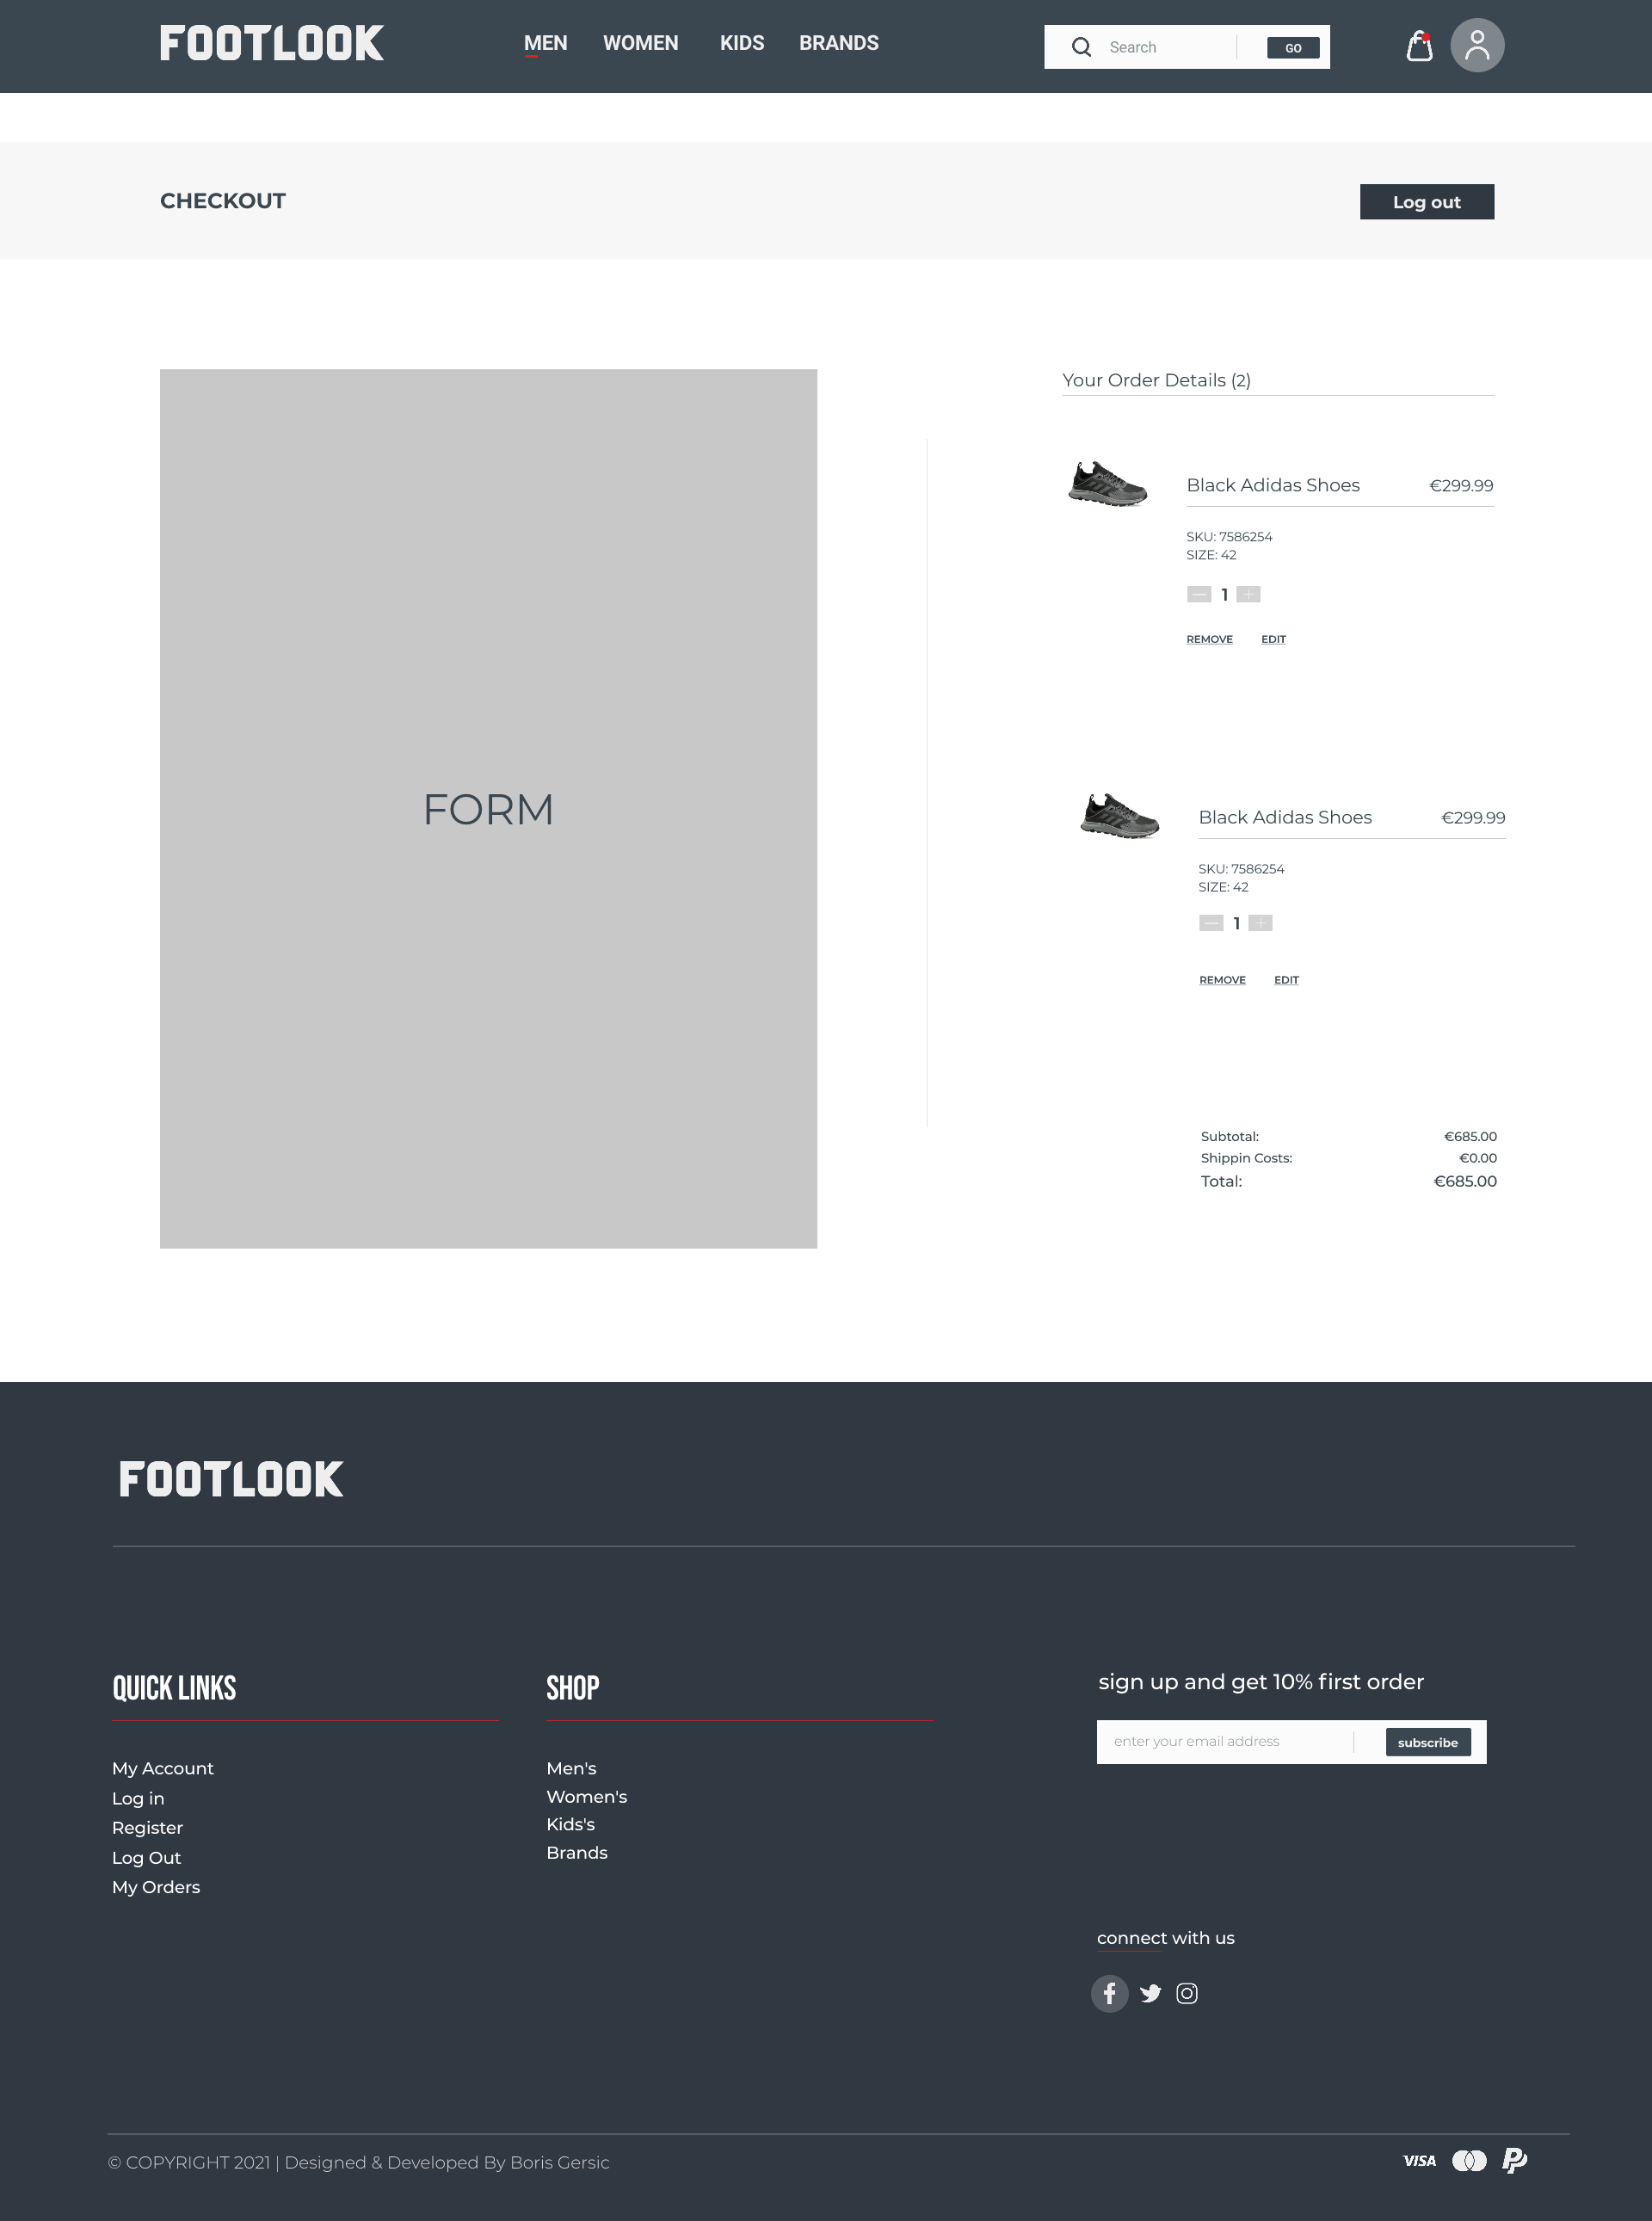 FOOTLOOK
MEN WOMEN KIDS BRANDS
Search GO
CHECKOUT
Log out
FORM
Your Order Details (2)
Black Adidas Shoes €299.99
SKU: 7586254
SIZE: 42
1
REMOVE EDIT
Black Adidas Shoes €299.99
SKU: 7586254
SIZE: 42
1
REMOVE EDIT
Subtotal: €685.00
Shippin Costs: €0.00
Total: €685.00
FOOTLOOK
QUICK LINKS
My Account
Log in
Register
Log Out
My Orders
SHOP
Men's
Women's
Kids's
Brands
sign up and get 10% first order
enter your email address subscribe
connect with us
© COPYRIGHT 2021 | Designed & Developed By Boris Gersic
VISA